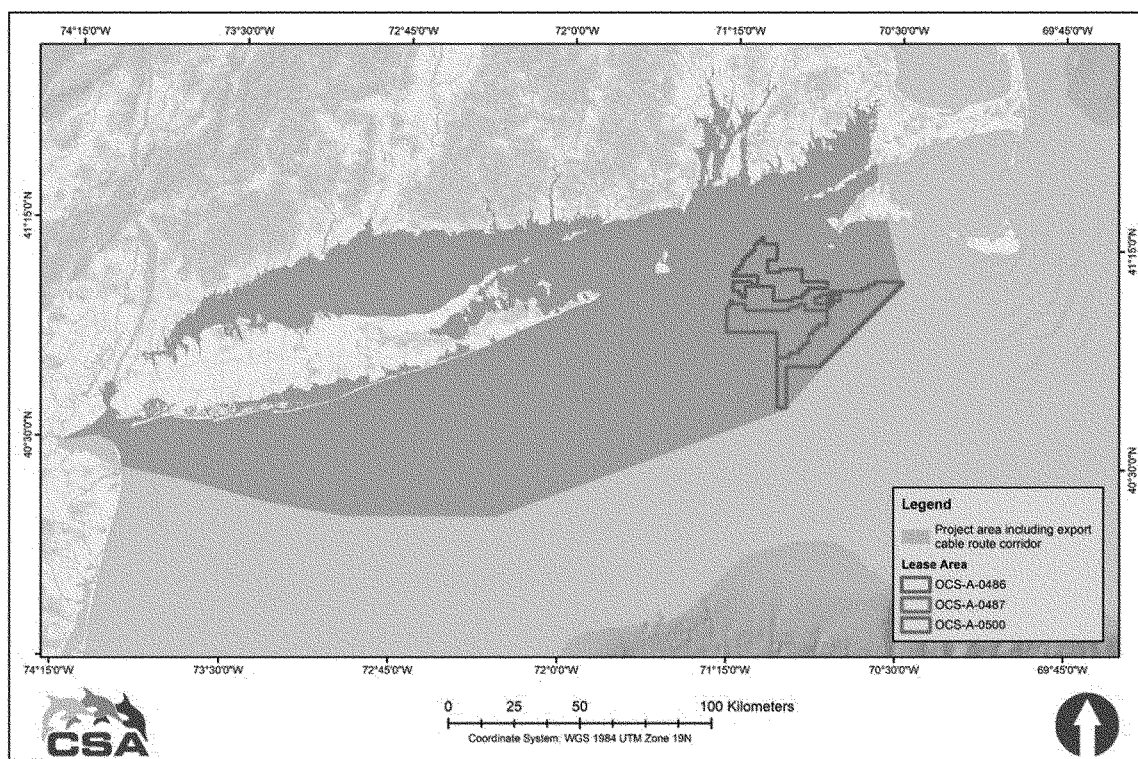 74°15'0"W 73°30'0"W 72°45'0"W 72°0'0"W 71°15'0"W 70°30'0"W 69°45'0"W
41°15'0"N
41°15'0"N
40°30'0"N
40°30'0"N
Legend
Project area including export
cable route corridor
Lease Area
OCS-A-0486
OCS-A-0487
OCS-A-0500
74°15'0"W 73°30'0"W 72°45'0"W 72°0'0"W 71°15'0"W 70°30'0"W 69°45'0"W
CSA
0 25 50 100 Kilometers
Coordinate System: WGS 1984 UTM Zone 19N